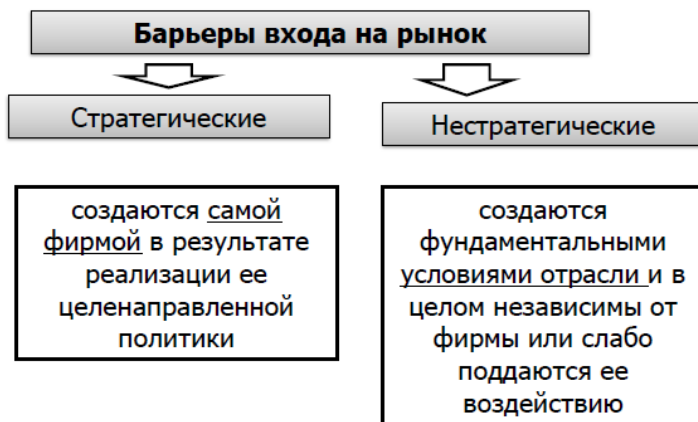 Барьеры входа на рынок
Стратегические
Нестратегические
создаются самой
фирмой в результате
реализации ее
целенаправленной
политики
создаются
фундаментальными
условиями отрасли и в
целом независимы от
фирмы или слабо
поддаются ее
воздействию